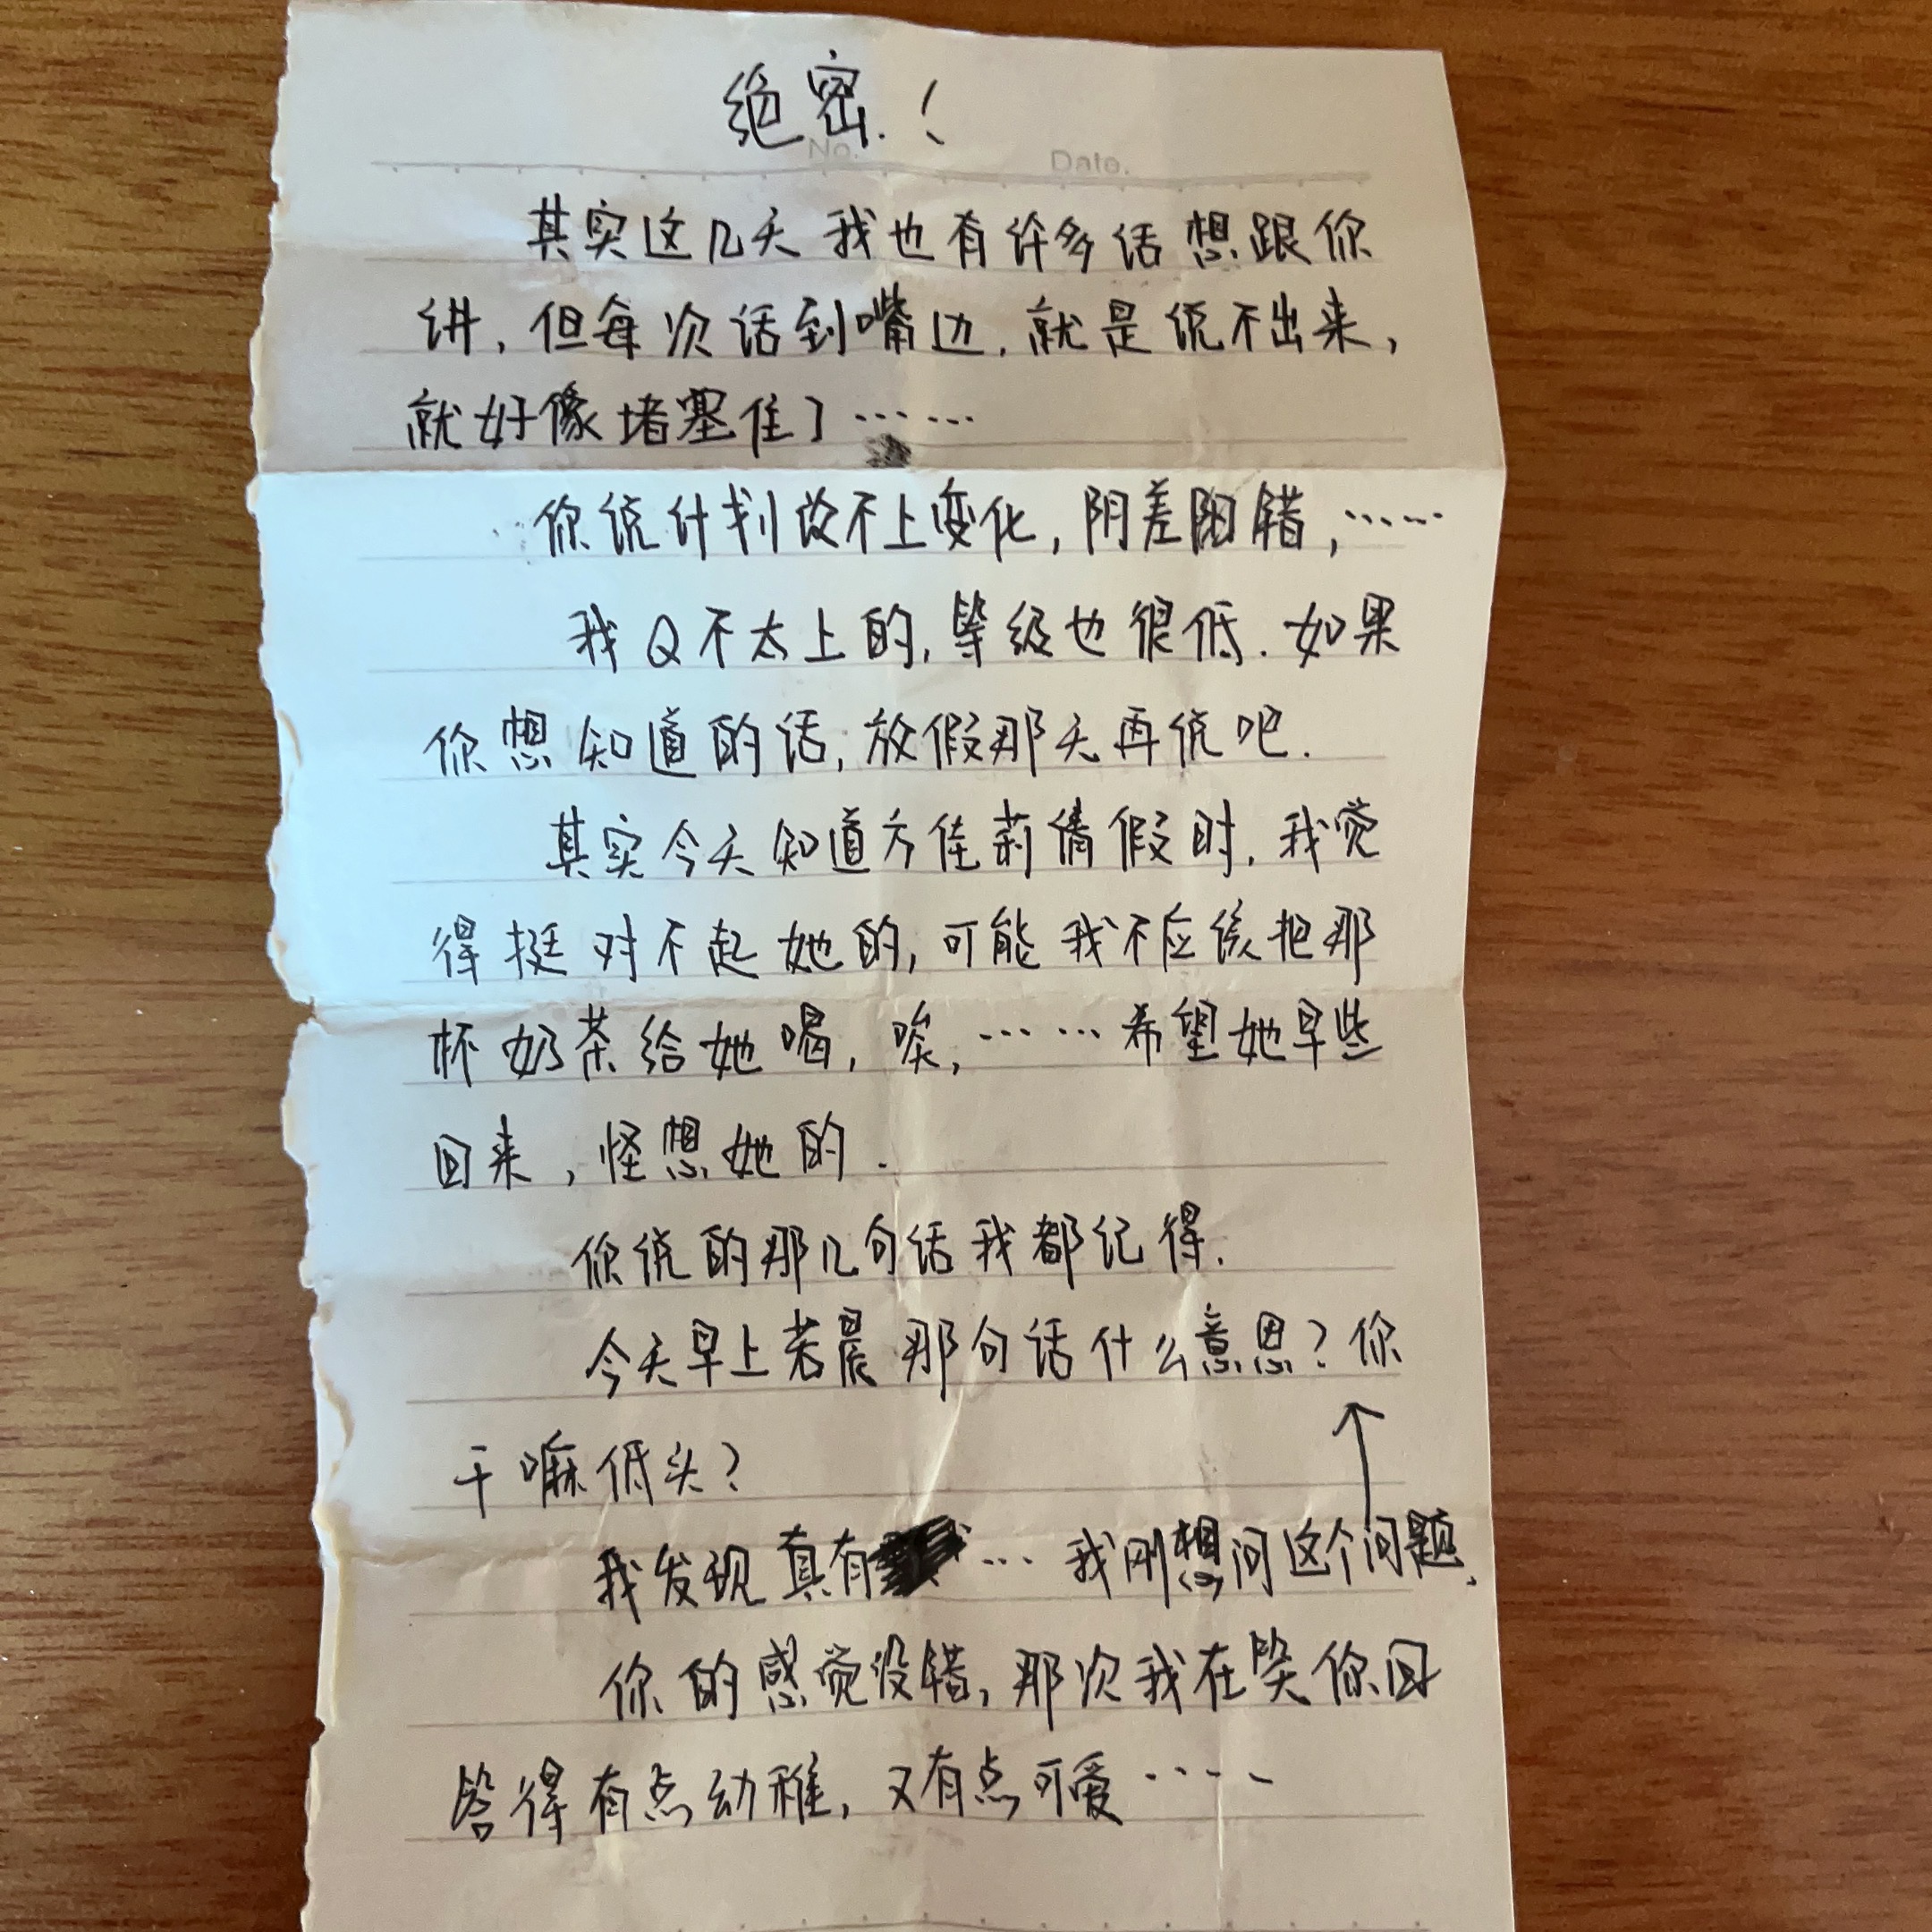 绝密！
No.
Date.
其实这几天我也有许多话想跟你
讲，但每次话到嘴边，就是说不出来，
就好像堵塞住了……
你说计划没不上变化，阴差阳错，……
我Q不太上的，等级也很低．如果
你想知道的话，放假那天再说吧．
其实今天知道方佳莉请假时，我觉
得挺对不起她的，可能我不应该把那
杯奶茶给她喝，唉，……希望她早些
回来，怪想她的．
你说的那几句话我都记得．
今天早上若晨那句话什么意思？你
干嘛低头？
我发现真有…我刚想问这个问题．
你的感觉没错，那次我在笑你回
答得有点幼稚，又有点可爱……